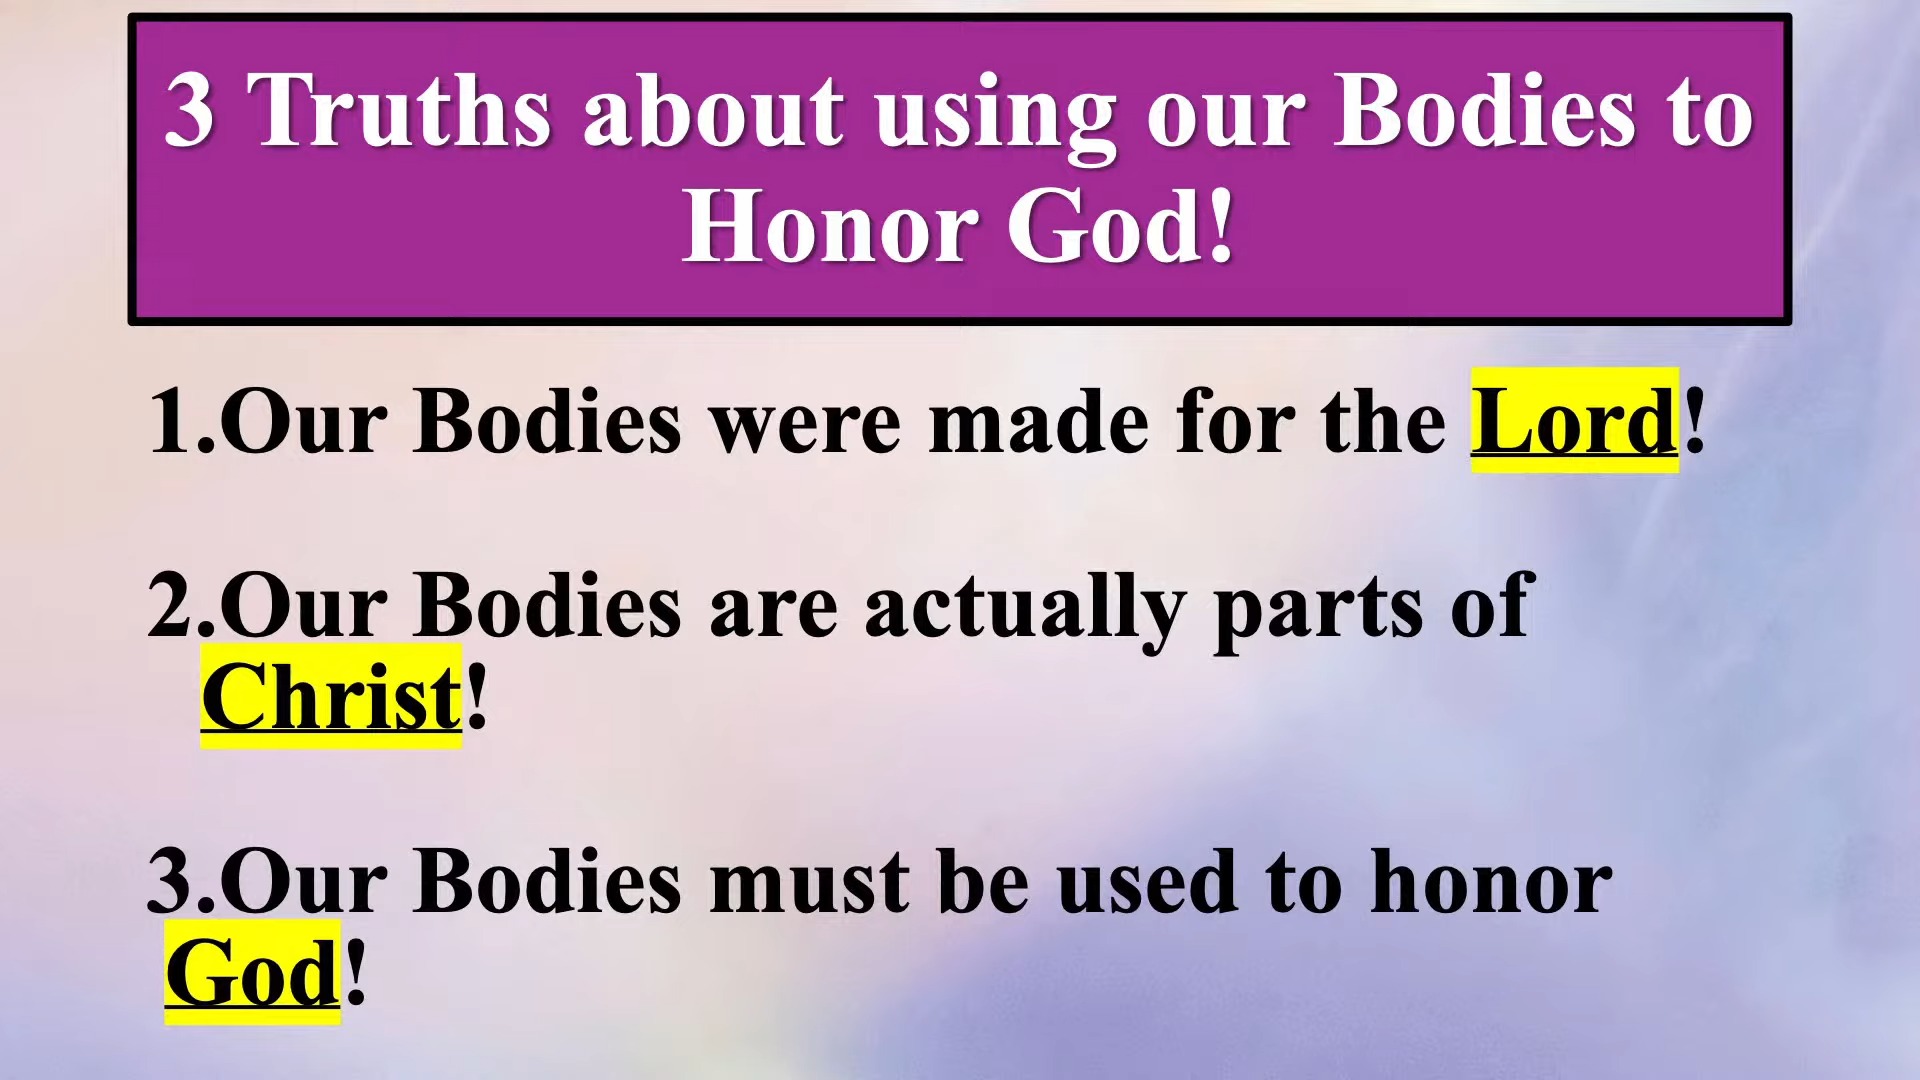 3 Truths about using our Bodies to
Honor God!
1.Our Bodies were made for the Lord!
2.Our Bodies are actually parts of
Christ!
3.Our Bodies must be used to honor
God!